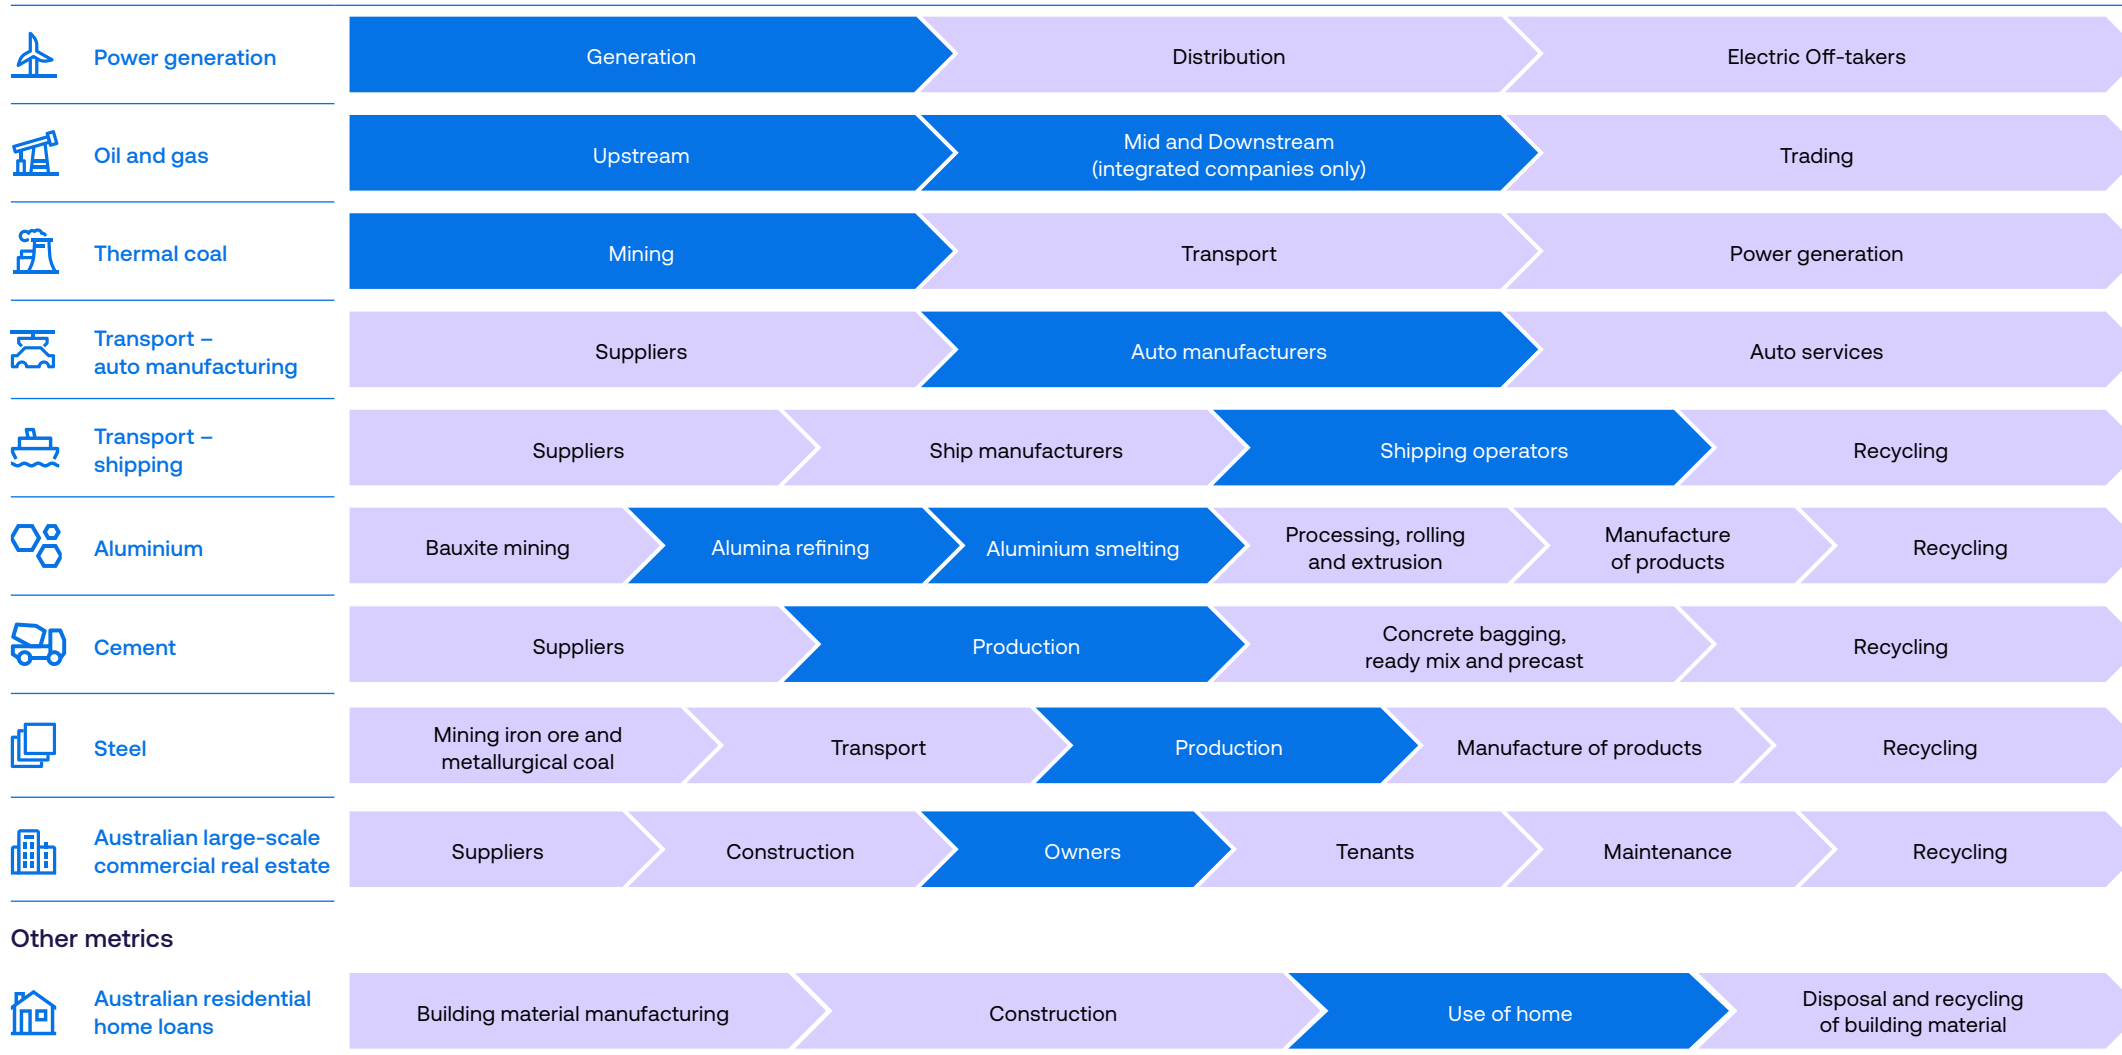 Power generation
Generation
Distribution
Electric Off-takers
Oil and gas
Upstream
Mid and Downstream
(integrated companies only)
Trading
Thermal coal
Mining
Transport
Power generation
Transport –
auto manufacturing
Suppliers
Auto manufacturers
Auto services
Transport –
shipping
Suppliers
Ship manufacturers
Shipping operators
Recycling
Aluminium
Bauxite mining
Alumina refining
Aluminium smelting
Processing, rolling
and extrusion
Manufacture
of products
Recycling
Cement
Suppliers
Production
Concrete bagging,
ready mix and precast
Recycling
Steel
Mining iron ore and
metallurgical coal
Transport
Production
Manufacture of products
Recycling
Australian large-scale
commercial real estate
Suppliers
Construction
Owners
Tenants
Maintenance
Recycling
Other metrics
Australian residential
home loans
Building material manufacturing
Construction
Use of home
Disposal and recycling
of building material